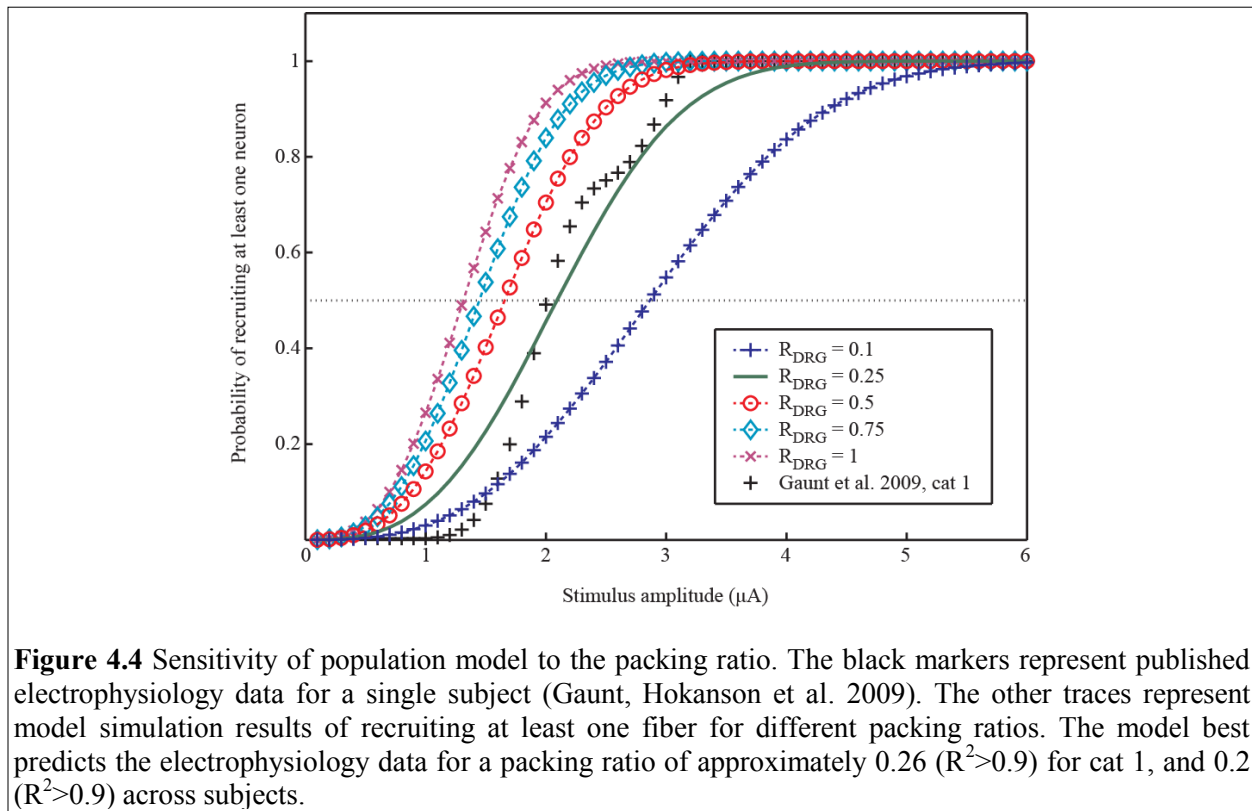 1
0.8
0.6
0.4
0.2
Probability of recruiting at least one neuron
0 1 2 3 4 5 6
Stimulus amplitude (μA)
R_DRG = 0.1
R_DRG = 0.25
R_DRG = 0.5
R_DRG = 0.75
R_DRG = 1
Gaunt et al. 2009, cat 1
Figure 4.4 Sensitivity of population model to the packing ratio. The black markers represent published
electrophysiology data for a single subject (Gaunt, Hokanson et al. 2009). The other traces represent
model simulation results of recruiting at least one fiber for different packing ratios. The model best
predicts the electrophysiology data for a packing ratio of approximately 0.26 (R²>0.9) for cat 1, and 0.2
(R²>0.9) across subjects.